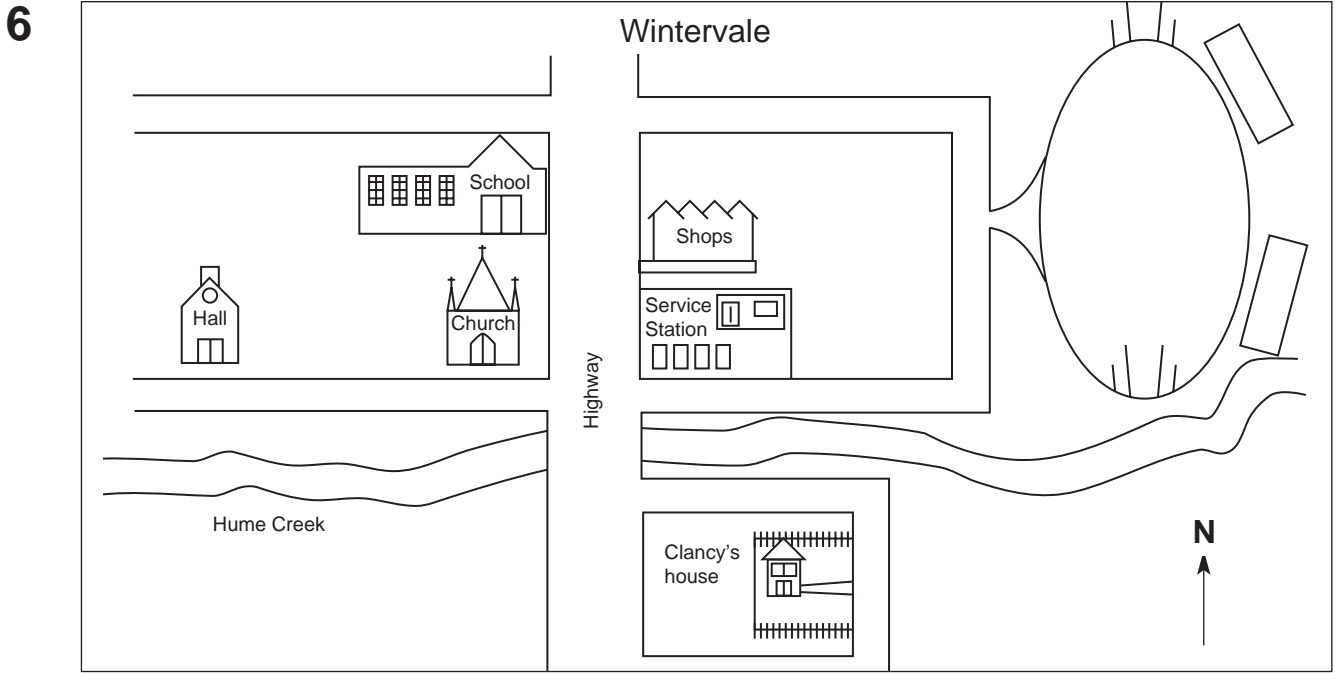 6
Wintervale
School
Shops
Hall
Church
Service
Station
Highway
Hume Creek
Clancy's
house
N